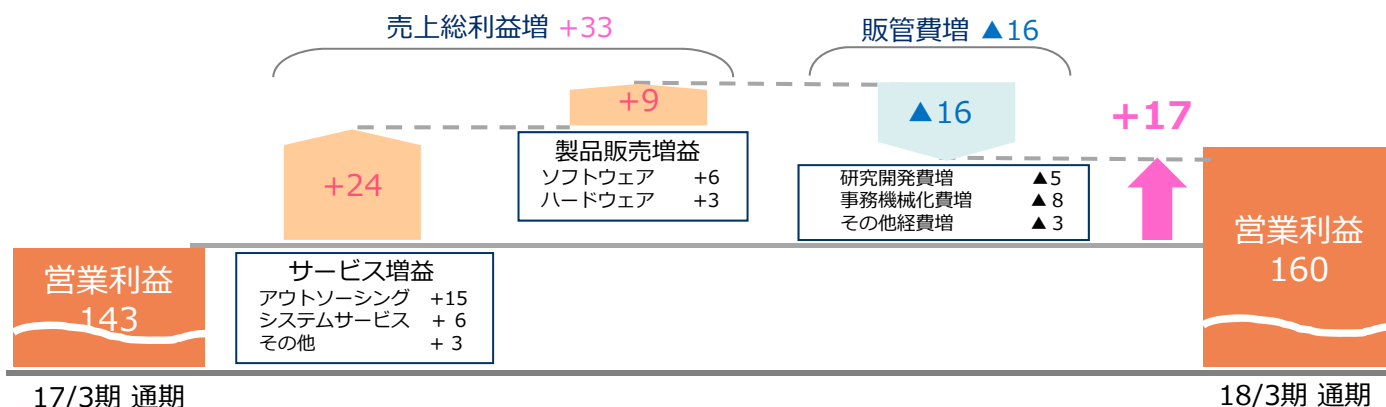 売上総利益増 +33
販管費増 ▲16
+24
+9
▲16
+17
製品販売増益
ソフトウェア +6
ハードウェア +3
研究開発費増 ▲5
事務機械化費増 ▲ 8
その他経費増 ▲ 3
営業利益
143
サービス増益
アウトソーシング +15
システムサービス + 6
その他 + 3
営業利益
160
17/3期 通期
18/3期 通期